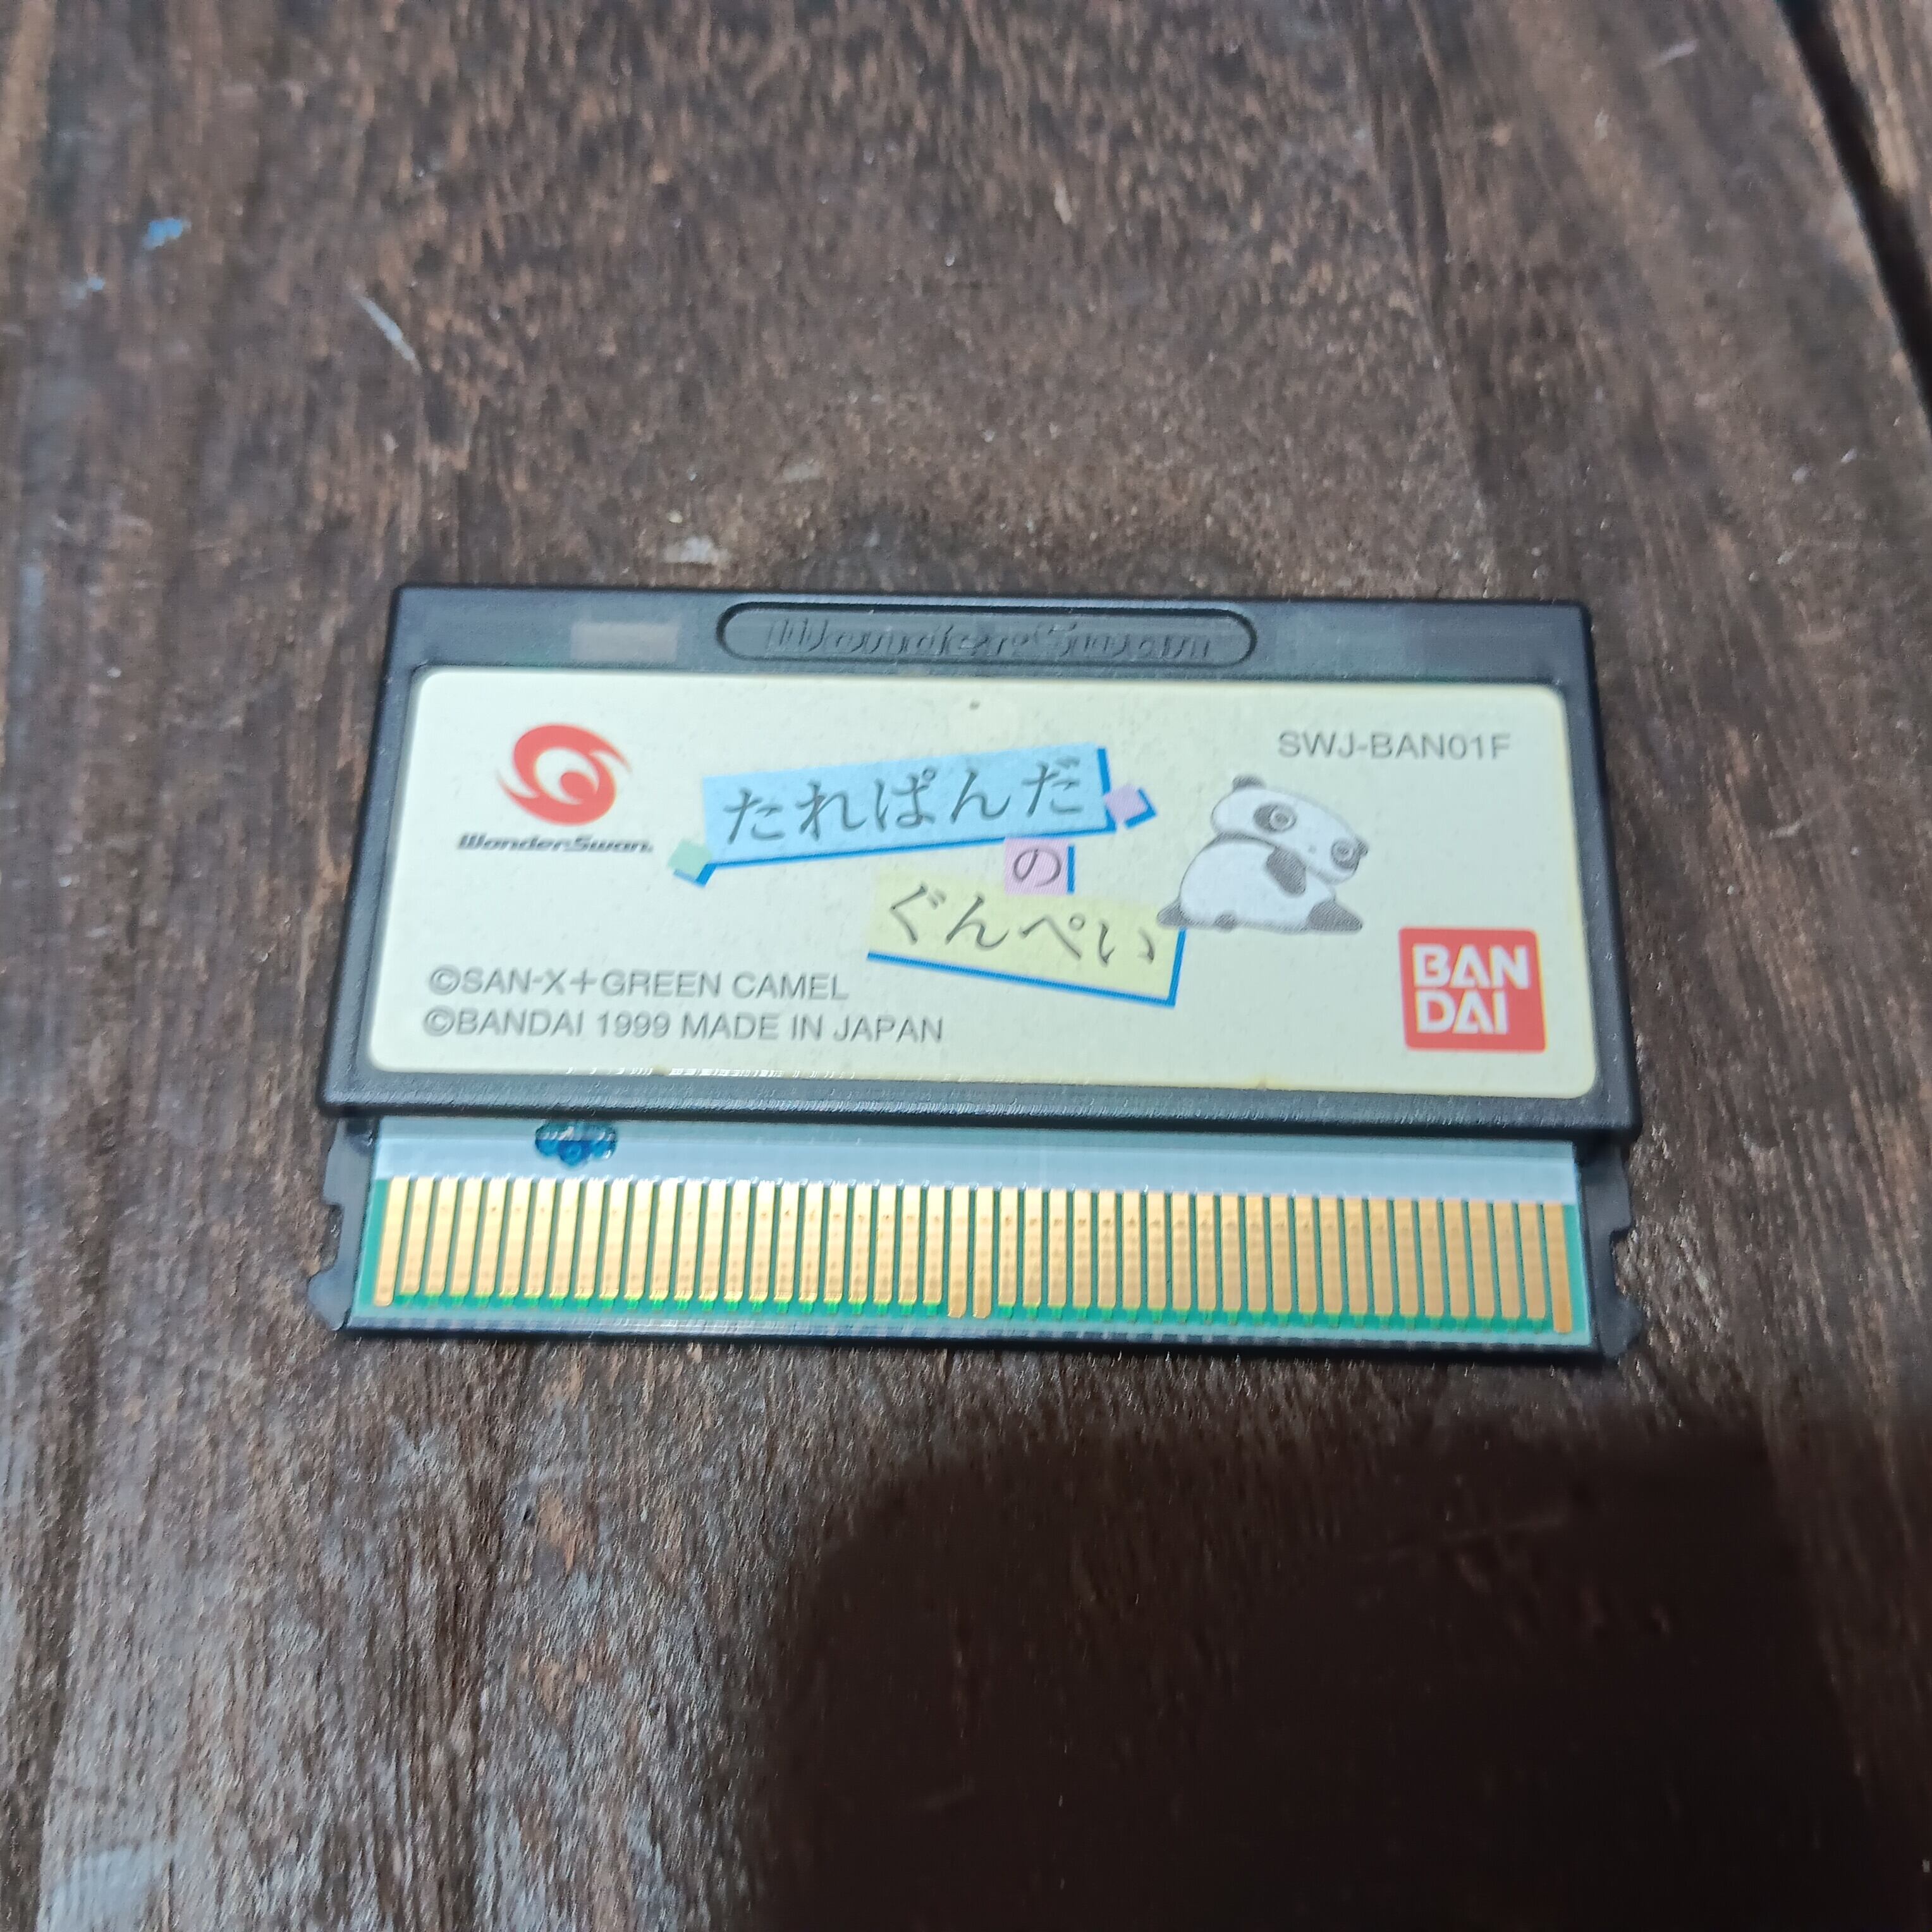 WonderSwan
WonderSwan
SWJ-BAN01F
たれぱんだ
の
ぐんぺい
©SAN-X+GREEN CAMEL
©BANDAI 1999 MADE IN JAPAN
BAN
DAI